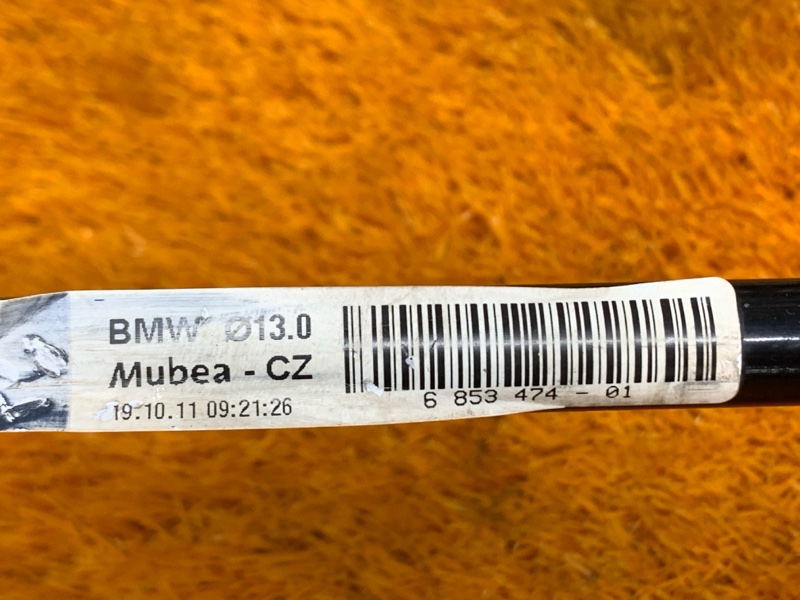 BMW Ø13.0
Mubea - CZ
19.10.11 09:21:26
6 853 474 - 01